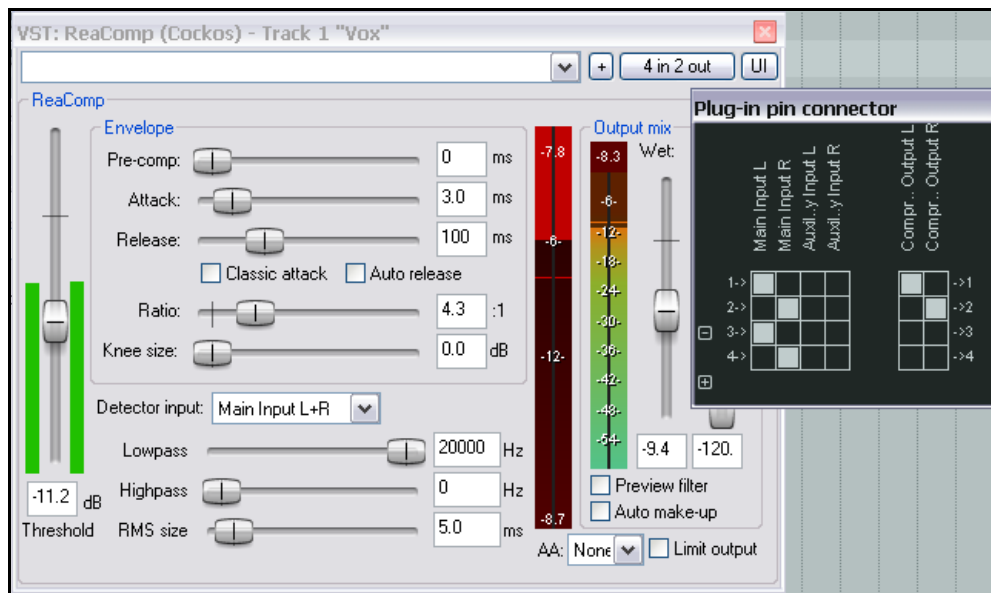 VST: ReaComp (Cockos) - Track 1 "Vox"
+ 4 in 2 out UI
ReaComp
Envelope
Pre-comp: 0 ms
Attack: 3.0 ms
Release: 100 ms
Classic attack Auto release
Ratio: 4.3 :1
Knee size: 0.0 dB
Detector input: Main Input L+R
Lowpass 20000 Hz
Highpass 0 Hz
RMS size 5.0 ms
-11.2 dB
Threshold
-7.8
-6-
-12-
-8.7
Output mix
-8.3 Wet:
-6-
-12-
-18-
-24-
-30-
-36-
-42-
-48-
-54-
-9.4 -120.
Preview filter
Auto make-up
AA: None Limit output
Plug-in pin connector
Main Input L
Main Input R
Auxil..y Input L
Auxil..y Input R
Compr.. Output L
Compr.. Output R
1-> ->1
2-> ->2
3-> ->3
4-> ->4